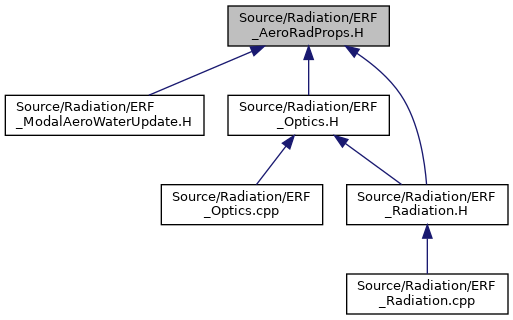 Source/Radiation/ERF
_AeroRadProps.H
Source/Radiation/ERF
_ModalAeroWaterUpdate.H
Source/Radiation/ERF
_Optics.H
Source/Radiation/ERF
_Optics.cpp
Source/Radiation/ERF
_Radiation.H
Source/Radiation/ERF
_Radiation.cpp